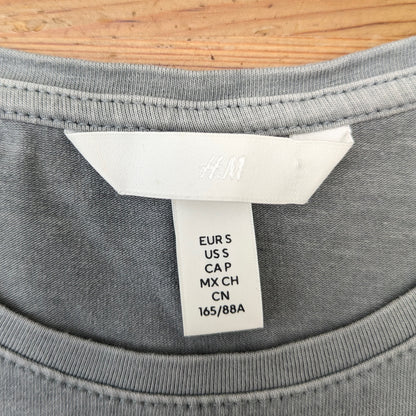 H&M
EUR S
US S
CA P
MX CH
CN
165/88A